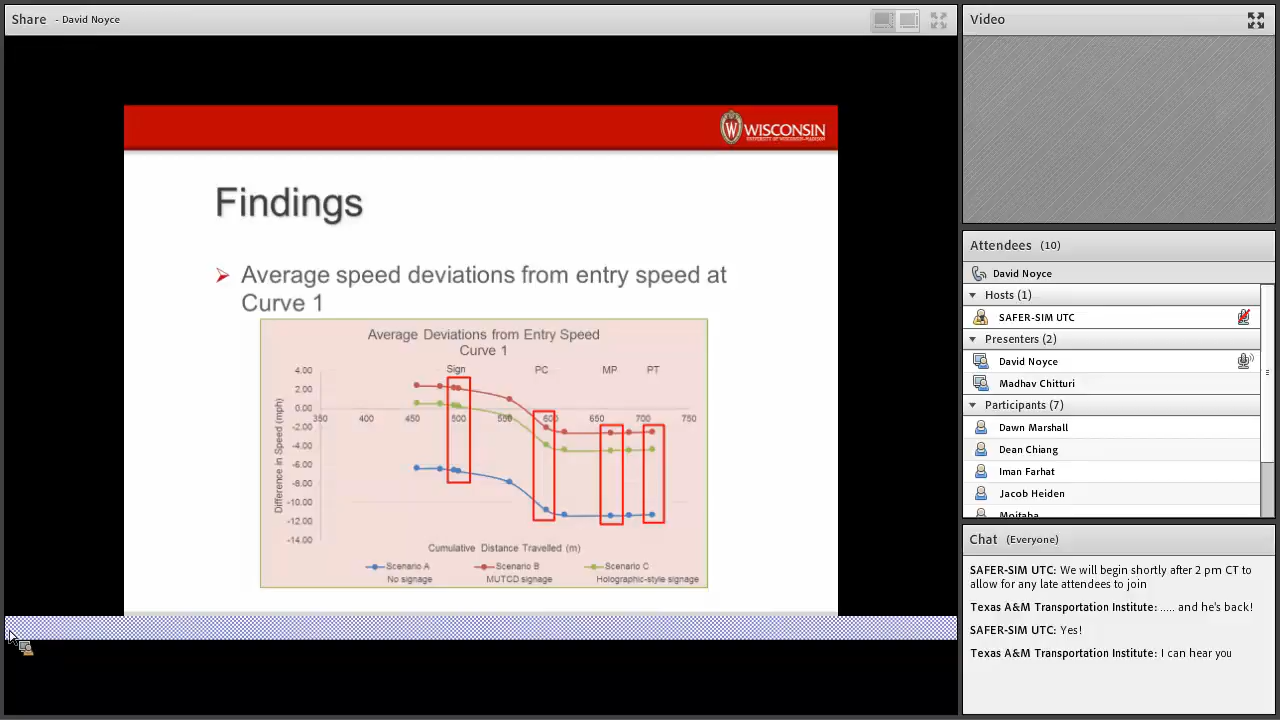 Share - David Noyce
WISCONSIN
UNIVERSITY OF WISCONSIN-MADISON
Findings
Average speed deviations from entry speed at
Curve 1
Average Deviations from Entry Speed
Curve 1
Sign PC MP PT
4.00
2.00
0.00
350 400 450 500 550 600 650 700 750
-2.00
-4.00
-6.00
-8.00
-10.00
-12.00
-14.00
Difference in Speed (mph)
Cumulative Distance Travelled (m)
Scenario A Scenario B Scenario C
No signage MUTCD signage Holographic-style signage
Video
Attendees (10)
David Noyce
Hosts (1)
SAFER-SIM UTC
Presenters (2)
David Noyce
Madhav Chitturi
Participants (7)
Dawn Marshall
Dean Chiang
Iman Farhat
Jacob Heiden
Chat (Everyone)
SAFER-SIM UTC: We will begin shortly after 2 pm CT to
allow for any late attendees to join
Texas A&M Transportation Institute: ..... and he's back!
SAFER-SIM UTC: Yes!
Texas A&M Transportation Institute: I can hear you